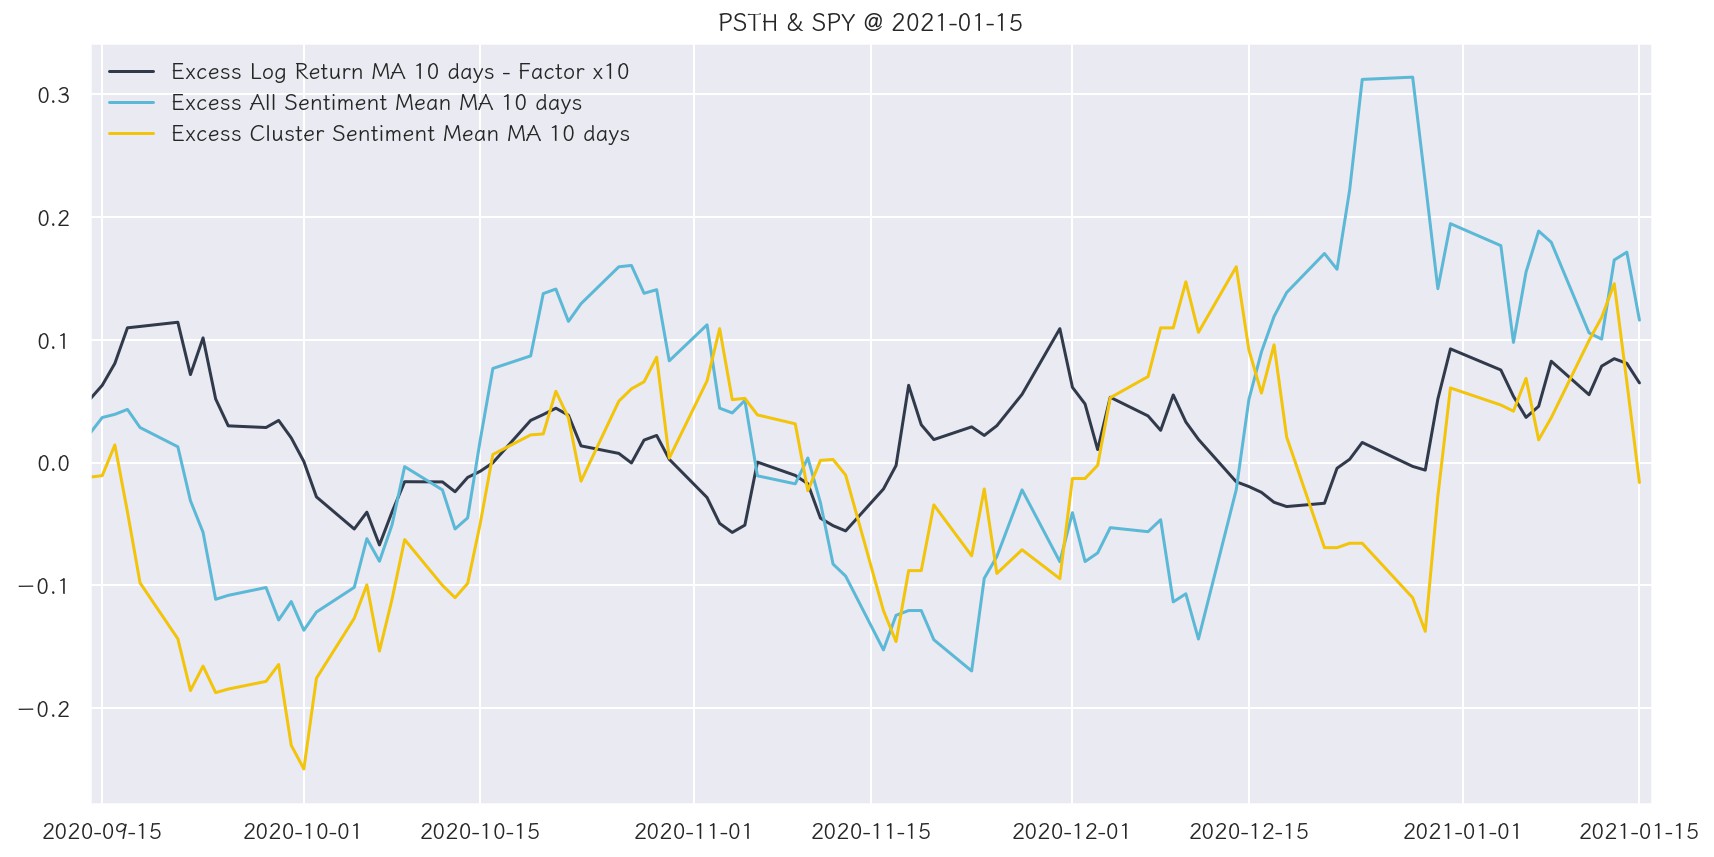 PSTH & SPY @ 2021-01-15
Excess Log Return MA 10 days - Factor x10
Excess All Sentiment Mean MA 10 days
Excess Cluster Sentiment Mean MA 10 days
0.3
0.2
0.1
0.0
−0.1
−0.2
2020-09-15 2020-10-01 2020-10-15 2020-11-01 2020-11-15 2020-12-01 2020-12-15 2021-01-01 2021-01-15